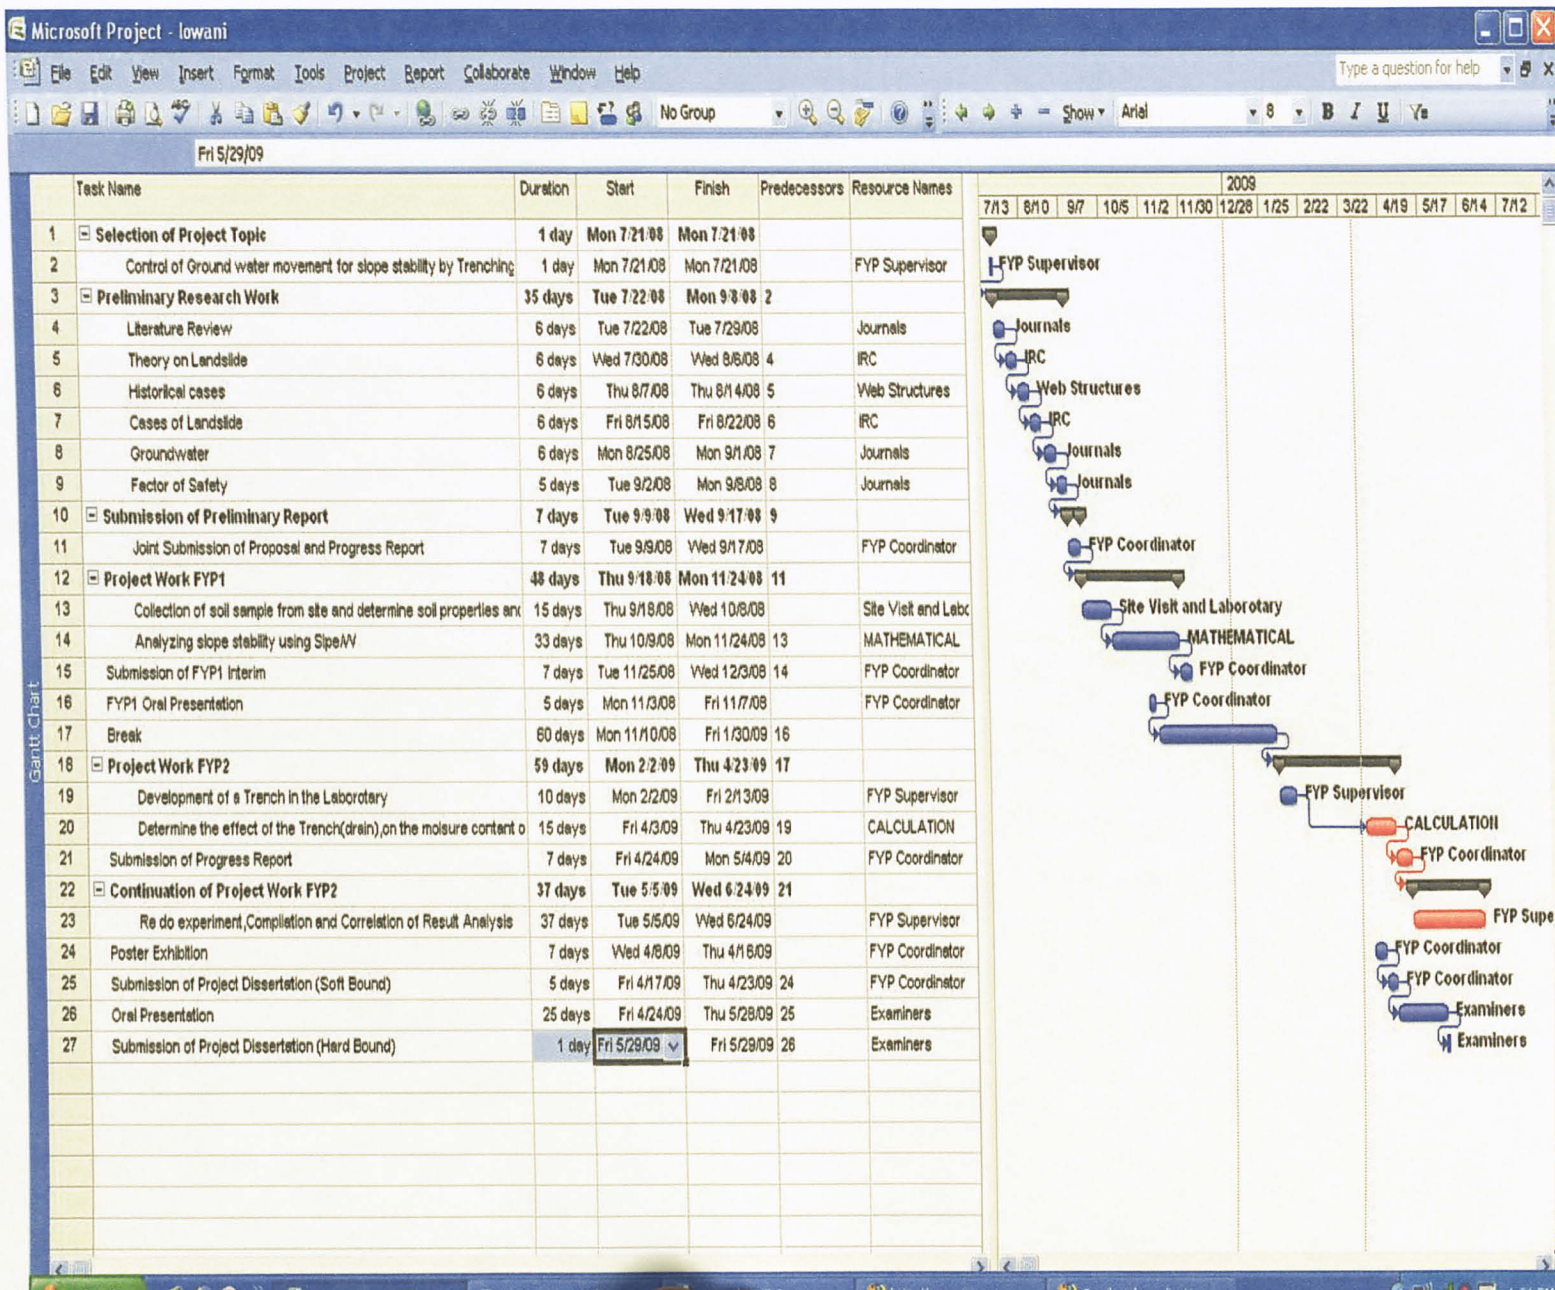 Microsoft Project - lowani
File Edit View Insert Format Tools Project Report Collaborate Window Help Type a question for help
No Group Show Arial 8 B I U
Fri 5/29/09
Task Name Duration Start Finish Predecessors Resource Names
2009
7/13 8/10 9/7 10/5 11/2 11/30 12/28 1/25 2/22 3/22 4/19 5/17 6/14 7/12
1 Selection of Project Topic 1 day Mon 7/21/08 Mon 7/21/08
2 Control of Ground water movement for slope stability by Trenching 1 day Mon 7/21/08 Mon 7/21/08 FYP Supervisor FYP Supervisor
3 Preliminary Research Work 35 days Tue 7/22/08 Mon 9/8/08 2
4 Literature Review 6 days Tue 7/22/08 Tue 7/29/08 Journals Journals
5 Theory on Landslide 6 days Wed 7/30/08 Wed 8/6/08 4 IRC IRC
6 Historical cases 6 days Thu 8/7/08 Thu 8/14/08 5 Web Structures Web Structures
7 Cases of Landslide 6 days Fri 8/15/08 Fri 8/22/08 6 IRC IRC
8 Groundwater 6 days Mon 8/25/08 Mon 9/1/08 7 Journals Journals
9 Factor of Safety 5 days Tue 9/2/08 Mon 9/8/08 8 Journals Journals
10 Submission of Preliminary Report 7 days Tue 9/9/08 Wed 9/17/08 9
11 Joint Submission of Proposal and Progress Report 7 days Tue 9/9/08 Wed 9/17/08 FYP Coordinator FYP Coordinator
12 Project Work FYP1 48 days Thu 9/18/08 Mon 11/24/08 11
13 Collection of soil sample from site and determine soil properties and 15 days Thu 9/18/08 Wed 10/8/08 Site Visit and Labo Site Visit and Laborotary
14 Analyzing slope stability using Slpe/W 33 days Thu 10/9/08 Mon 11/24/08 13 MATHEMATICAL MATHEMATICAL
15 Submission of FYP1 Interim 7 days Tue 11/25/08 Wed 12/3/08 14 FYP Coordinator FYP Coordinator
16 FYP1 Oral Presentation 5 days Mon 11/3/08 Fri 11/7/08 FYP Coordinator FYP Coordinator
17 Break 60 days Mon 11/10/08 Fri 1/30/09 16
18 Project Work FYP2 59 days Mon 2/2/09 Thu 4/23/09 17
19 Development of a Trench in the Laborotary 10 days Mon 2/2/09 Fri 2/13/09 FYP Supervisor FYP Supervisor
20 Determine the effect of the Trench(drain),on the moisure content o 15 days Fri 4/3/09 Thu 4/23/09 19 CALCULATION CALCULATION
21 Submission of Progress Report 7 days Fri 4/24/09 Mon 5/4/09 20 FYP Coordinator FYP Coordinator
22 Continuation of Project Work FYP2 37 days Tue 5/5/09 Wed 6/24/09 21
23 Re do experiment,Compilation and Correlation of Result Analysis 37 days Tue 5/5/09 Wed 6/24/09 FYP Supervisor FYP Supe
24 Poster Exhibition 7 days Wed 4/8/09 Thu 4/16/09 FYP Coordinator FYP Coordinator
25 Submission of Project Dissertation (Soft Bound) 5 days Fri 4/17/09 Thu 4/23/09 24 FYP Coordinator FYP Coordinator
26 Oral Presentation 25 days Fri 4/24/09 Thu 5/28/09 25 Examiners Examiners
27 Submission of Project Dissertation (Hard Bound) 1 day Fri 5/29/09 Fri 5/29/09 26 Examiners Examiners
Gantt Chart